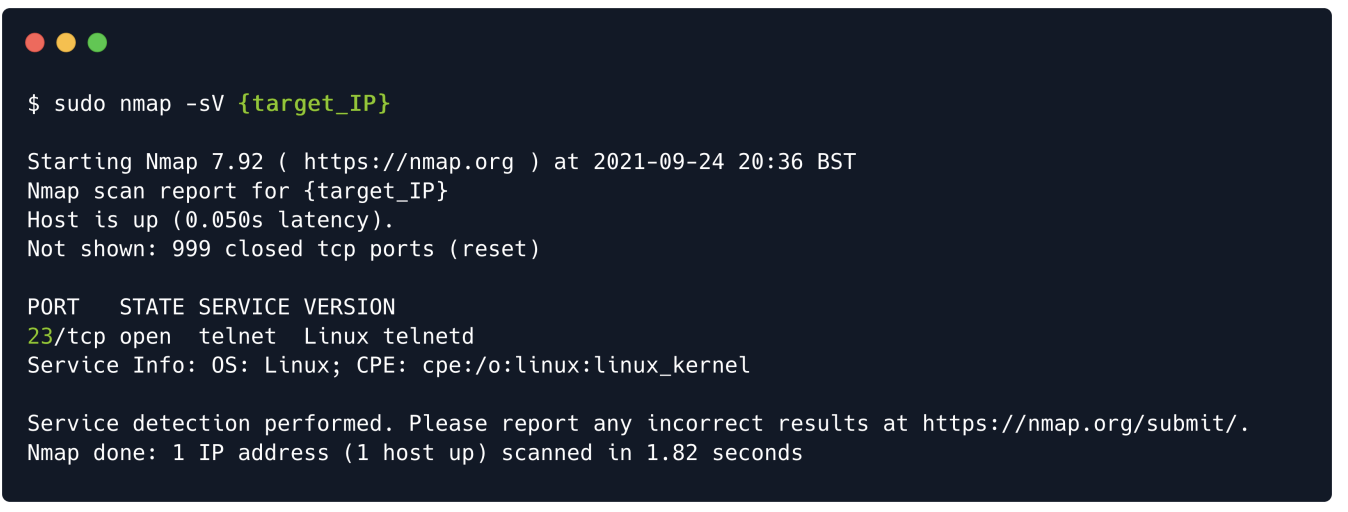 $ sudo nmap -sV {target_IP}
Starting Nmap 7.92 ( https://nmap.org ) at 2021-09-24 20:36 BST
Nmap scan report for {target_IP}
Host is up (0.050s latency).
Not shown: 999 closed tcp ports (reset)
PORT   STATE SERVICE VERSION
23/tcp open  telnet  Linux telnetd
Service Info: OS: Linux; CPE: cpe:/o:linux:linux_kernel
Service detection performed. Please report any incorrect results at https://nmap.org/submit/.
Nmap done: 1 IP address (1 host up) scanned in 1.82 seconds